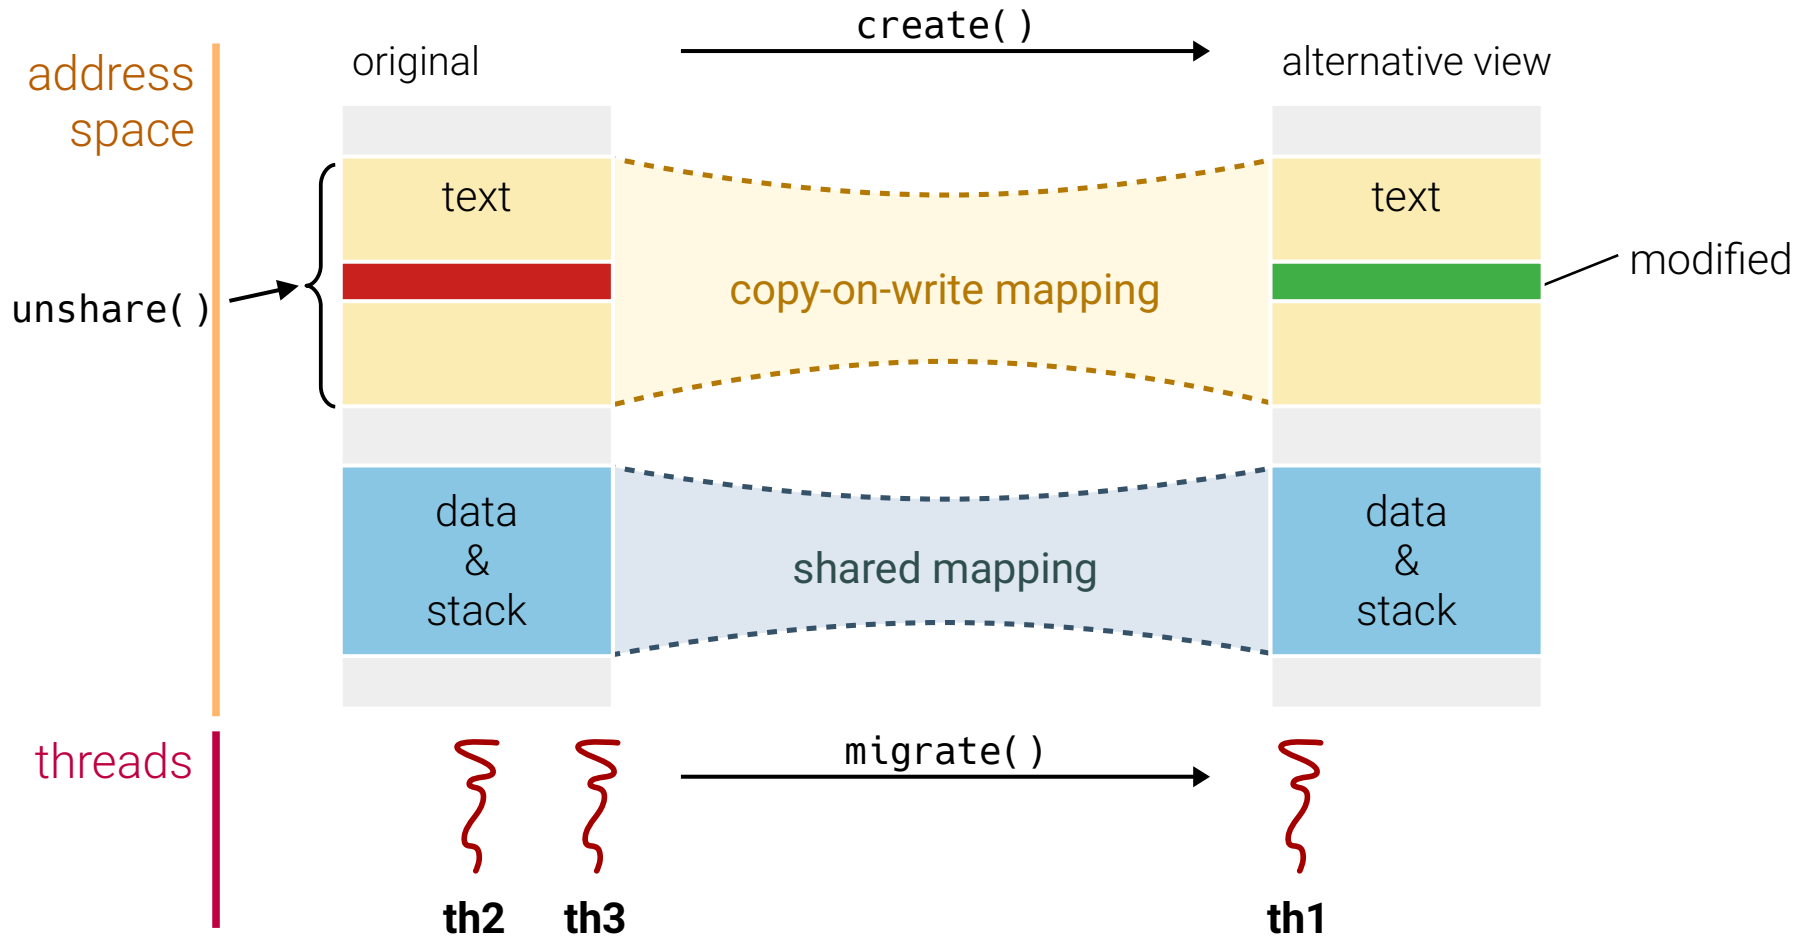 create()
original
alternative view
address
space
text
text
modified
copy-on-write mapping
unshare()
data
&
stack
data
&
stack
shared mapping
threads
migrate()
th2
th3
th1